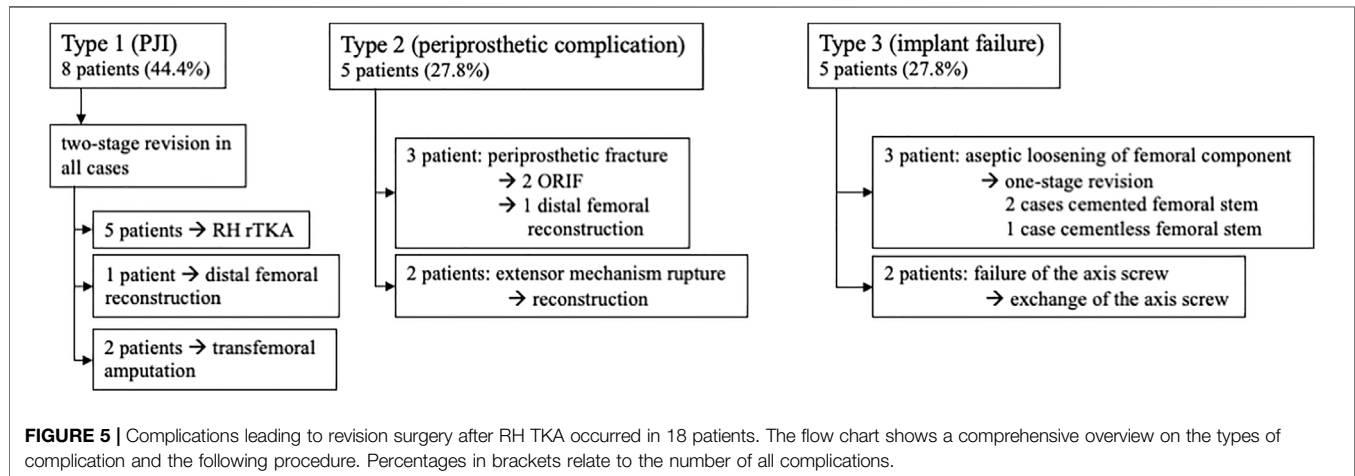 Type 1 (PJI)
8 patients (44.4%)
two-stage revision in
all cases
5 patients → RH rTKA
1 patient → distal femoral
reconstruction
2 patients → transfemoral
amputation
Type 2 (periprosthetic complication)
5 patients (27.8%)
3 patient: periprosthetic fracture
→ 2 ORIF
→ 1 distal femoral
reconstruction
2 patients: extensor mechanism rupture
→ reconstruction
Type 3 (implant failure)
5 patients (27.8%)
3 patient: aseptic loosening of femoral component
→ one-stage revision
2 cases cemented femoral stem
1 case cementless femoral stem
2 patients: failure of the axis screw
→ exchange of the axis screw
FIGURE 5 | Complications leading to revision surgery after RH TKA occurred in 18 patients. The flow chart shows a comprehensive overview on the types of
complication and the following procedure. Percentages in brackets relate to the number of all complications.